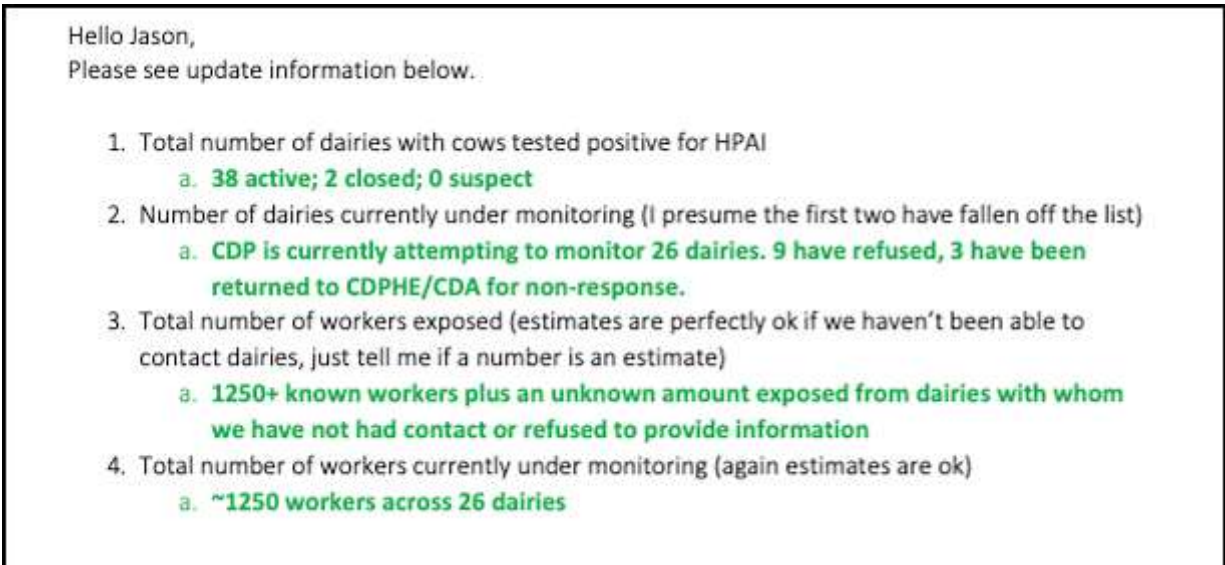 Hello Jason,
Please see update information below.
1. Total number of dairies with cows tested positive for HPAI
a. 38 active; 2 closed; 0 suspect
2. Number of dairies currently under monitoring (I presume the first two have fallen off the list)
a. CDP is currently attempting to monitor 26 dairies. 9 have refused, 3 have been
returned to CDPHE/CDA for non-response.
3. Total number of workers exposed (estimates are perfectly ok if we haven't been able to
contact dairies, just tell me if a number is an estimate)
a. 1250+ known workers plus an unknown amount exposed from dairies with whom
we have not had contact or refused to provide information
4. Total number of workers currently under monitoring (again estimates are ok)
a. ~1250 workers across 26 dairies